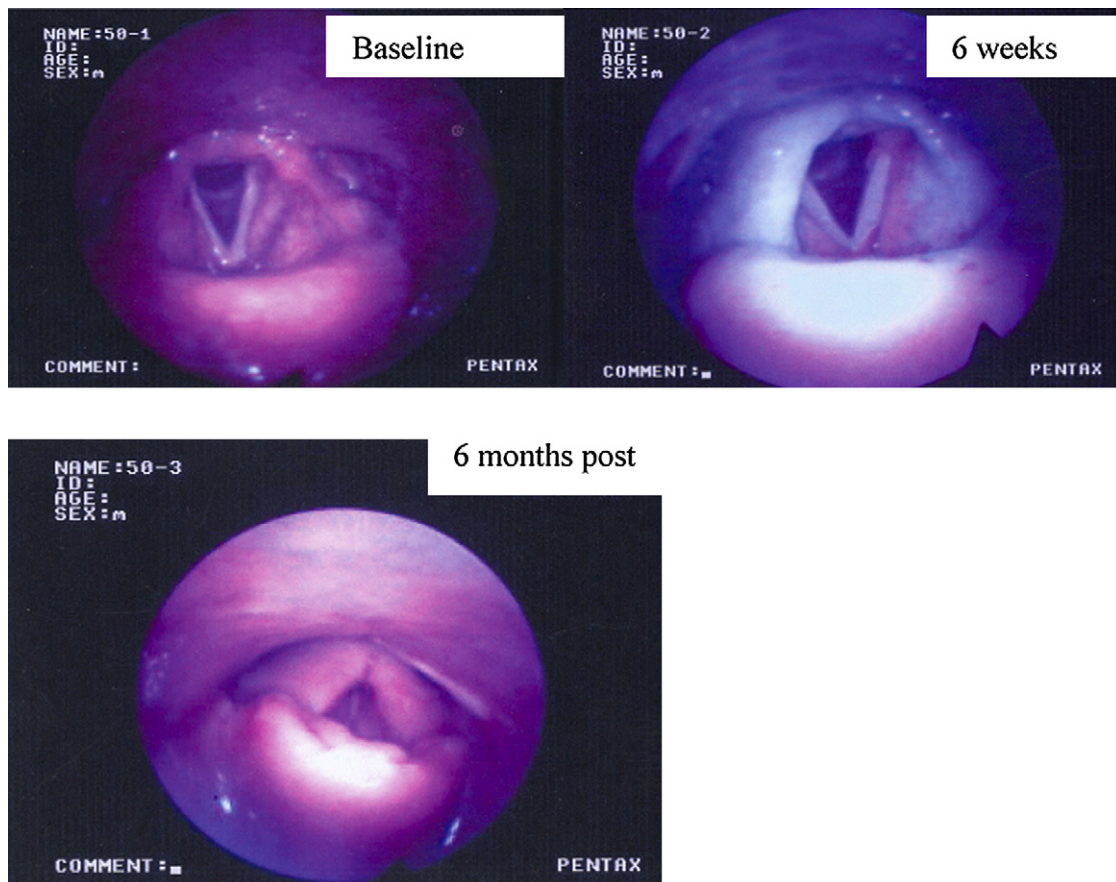 NAME:50-1
ID:
AGE:
SEX:m
Baseline
COMMENT:
PENTAX
NAME:50-2
ID:
AGE:
SEX:m
6 weeks
COMMENT:
PENTAX
NAME:50-3
ID:
AGE:
SEX:m
6 months post
COMMENT:
PENTAX